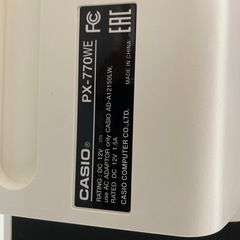 CASIO®
PX-770WE
RATING: DC 12V
use AC ADAPTOR only CASIO AD-A12150LW,
RATED DC 12V 1.5A
CASIO COMPUTER CO.,LTD.
MADE IN CHINA
FC
EAC